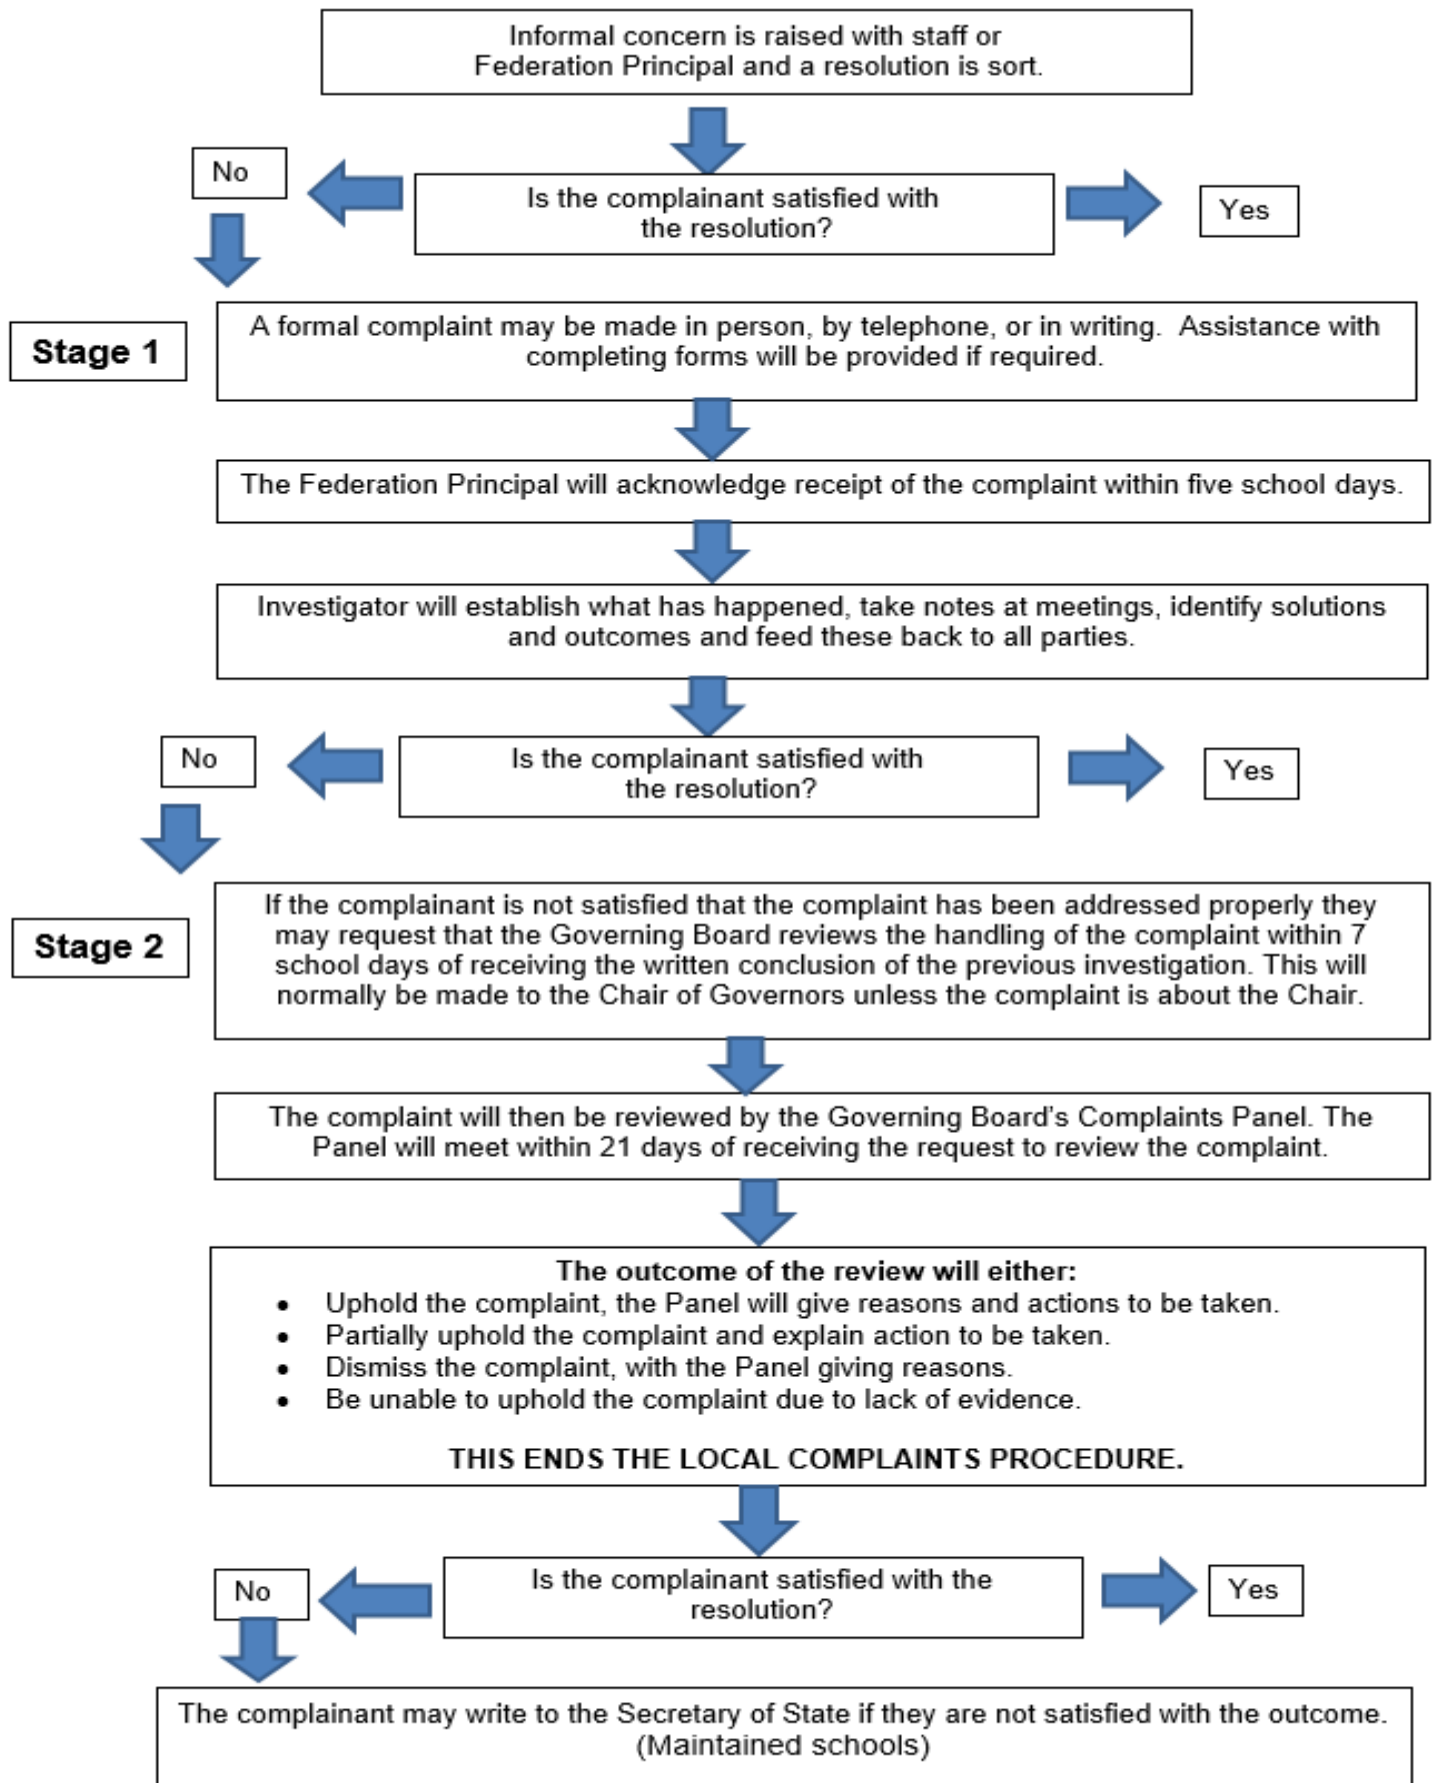 Informal concern is raised with staff or
Federation Principal and a resolution is sort.
No
Is the complainant satisfied with
the resolution?
Yes
Stage 1
A formal complaint may be made in person, by telephone, or in writing.  Assistance with
completing forms will be provided if required.
The Federation Principal will acknowledge receipt of the complaint within five school days.
Investigator will establish what has happened, take notes at meetings, identify solutions
and outcomes and feed these back to all parties.
No
Is the complainant satisfied with
the resolution?
Yes
Stage 2
If the complainant is not satisfied that the complaint has been addressed properly they
may request that the Governing Board reviews the handling of the complaint within 7
school days of receiving the written conclusion of the previous investigation. This will
normally be made to the Chair of Governors unless the complaint is about the Chair.
The complaint will then be reviewed by the Governing Board’s Complaints Panel. The
Panel will meet within 21 days of receiving the request to review the complaint.
The outcome of the review will either:
• Uphold the complaint, the Panel will give reasons and actions to be taken.
• Partially uphold the complaint and explain action to be taken.
• Dismiss the complaint, with the Panel giving reasons.
• Be unable to uphold the complaint due to lack of evidence.
THIS ENDS THE LOCAL COMPLAINTS PROCEDURE.
No
Is the complainant satisfied with the
resolution?
Yes
The complainant may write to the Secretary of State if they are not satisfied with the outcome.
(Maintained schools)